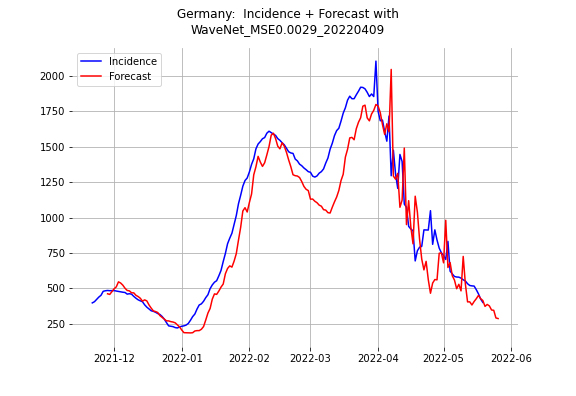 Germany:  Incidence + Forecast with
WaveNet_MSE0.0029_20220409
Incidence
Forecast
2000
1750
1500
1250
1000
750
500
250
2021-12 2022-01 2022-02 2022-03 2022-04 2022-05 2022-06